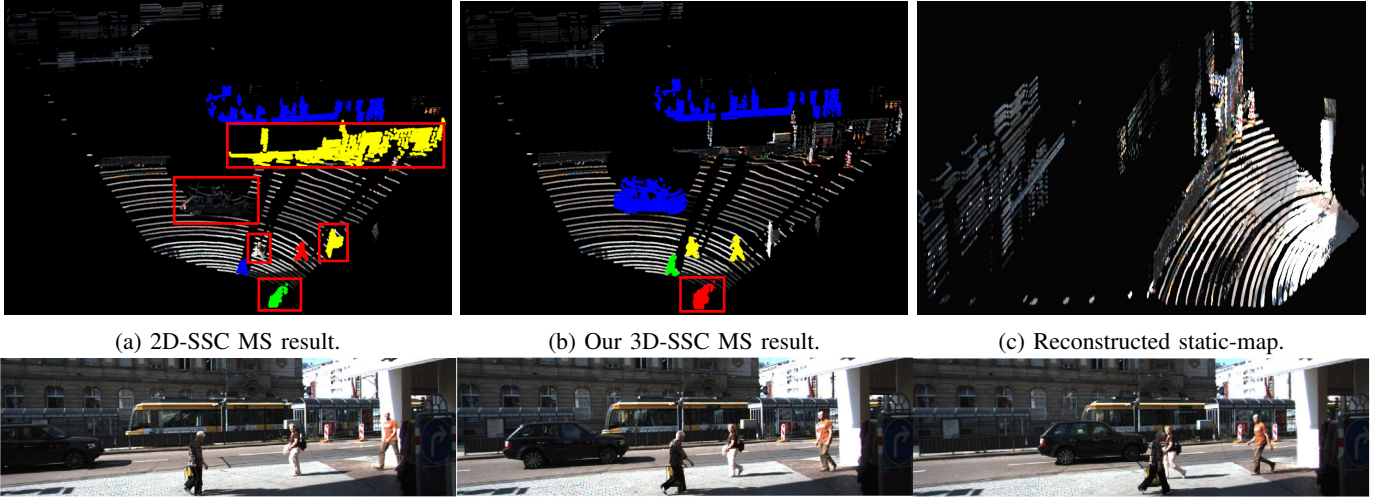 (a) 2D-SSC MS result.
(b) Our 3D-SSC MS result.
(c) Reconstructed static-map.